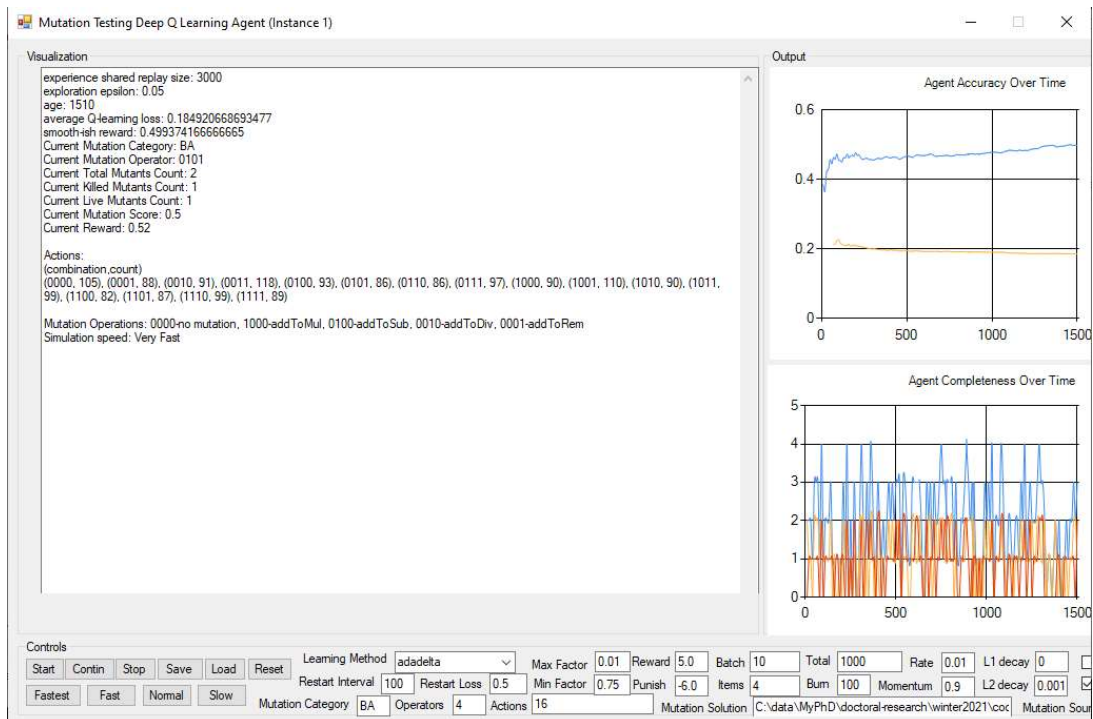 Mutation Testing Deep Q Learning Agent (Instance 1)
Visualization
experience shared replay size: 3000
exploration epsilon: 0.05
age: 1510
average Q-learning loss: 0.184920668693477
smooth-ish reward: 0.499374166666665
Current Mutation Category: BA
Current Mutation Operator: 0101
Current Total Mutants Count: 2
Current Killed Mutants Count: 1
Current Live Mutants Count: 1
Current Mutation Score: 0.5
Current Reward: 0.52
Actions:
(combination,count)
(0000, 105), (0001, 88), (0010, 91), (0011, 118), (0100, 93), (0101, 86), (0110, 86), (0111, 97), (1000, 90), (1001, 110), (1010, 90), (1011,
99), (1100, 82), (1101, 87), (1110, 99), (1111, 89)
Mutation Operations: 0000-no mutation, 1000-addToMul, 0100-addToSub, 0010-addToDiv, 0001-addToRem
Simulation speed: Very Fast
Output
Agent Accuracy Over Time
0.6
0.4
0.2
0
0 500 1000 1500
Agent Completeness Over Time
5
4
3
2
1
0
0 500 1000 1500
Controls
Start Contin Stop Save Load Reset Learning Method adadelta Max Factor 0.01 Reward 5.0 Batch 10 Total 1000 Rate 0.01 L1 decay 0
Fastest Fast Normal Slow Restart Interval 100 Restart Loss 0.5 Min Factor 0.75 Punish -6.0 Items 4 Burn 100 Momentum 0.9 L2 decay 0.001
Mutation Category BA Operators 4 Actions 16 Mutation Solution C:\data\MyPhD\doctoral-research\winter2021\coc Mutation Sour